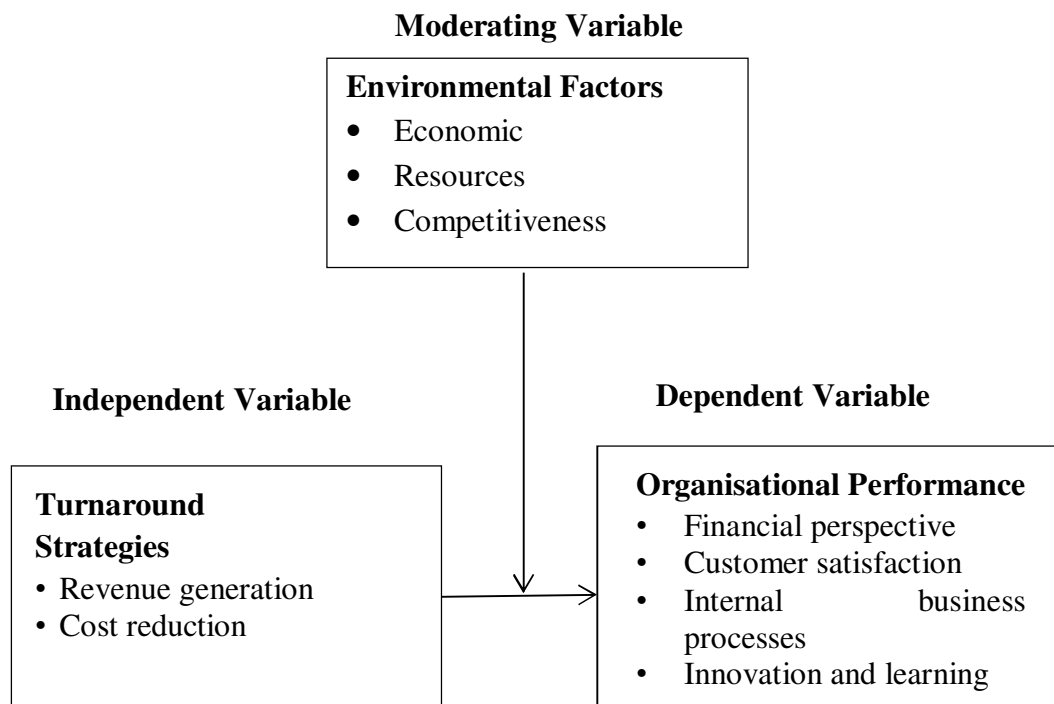 Moderating Variable
Environmental Factors
• Economic
• Resources
• Competitiveness
Independent Variable
Dependent Variable
Turnaround
Strategies
• Revenue generation
• Cost reduction
Organisational Performance
• Financial perspective
• Customer satisfaction
• Internal business
processes
• Innovation and learning